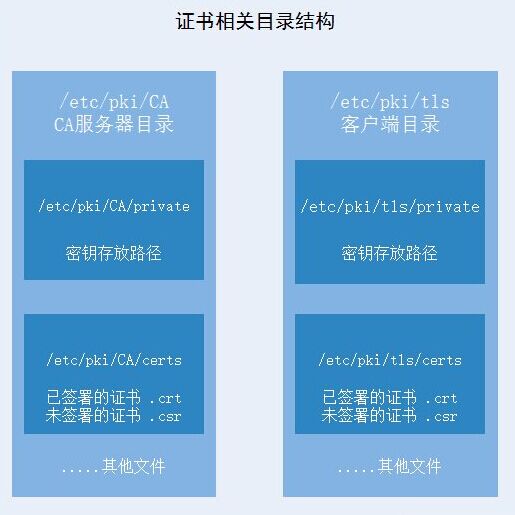 证书相关目录结构
/etc/pki/CA
CA服务器目录
/etc/pki/CA/private
密钥存放路径
/etc/pki/CA/certs
已签署的证书 .crt
未签署的证书 .csr
.....其他文件
/etc/pki/tls
客户端目录
/etc/pki/tls/private
密钥存放路径
/etc/pki/tls/certs
已签署的证书 .crt
未签署的证书 .csr
.....其他文件